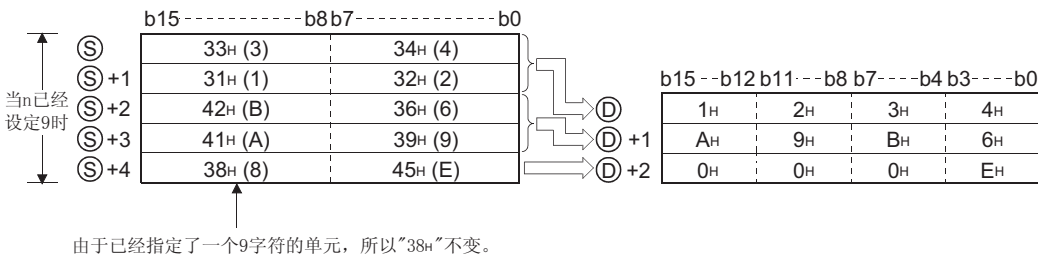 b15 - - - - - - - - - - - - - b8 b7 - - - - - - - - - - - - - b0
Ⓢ 33H (3) 34H (4)
Ⓢ +1 31H (1) 32H (2)
Ⓢ +2 42H (B) 36H (6)
Ⓢ +3 41H (A) 39H (9)
Ⓢ +4 38H (8) 45H (E)
当n已经
设定9时
b15 - - b12 b11 - - - b8 b7 - - - - b4 b3 - - - - b0
Ⓓ 1H 2H 3H 4H
Ⓓ +1 AH 9H BH 6H
Ⓓ +2 0H 0H 0H EH
由于已经指定了一个9字符的单元，所以"38H"不变。